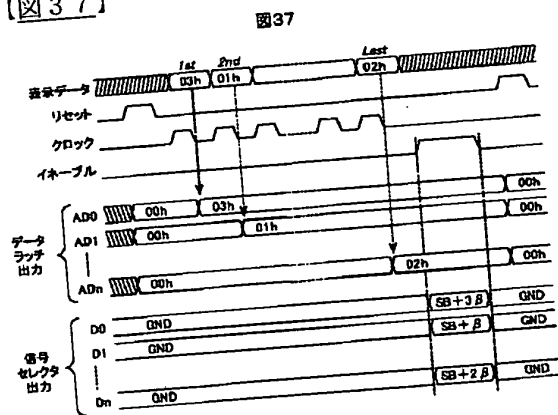 【図37】
図37
1st 2nd Last
表示データ 03h 01h 02h
リセット
クロック
イネーブル
データ
ラッチ
出力
AD0 00h 03h 00h
AD1 00h 01h 00h
ADn 00h 02h 00h
信号
セレクタ
出力
D0 GND SB+3β GND
D1 GND SB+β GND
Dn GND SB+2β GND